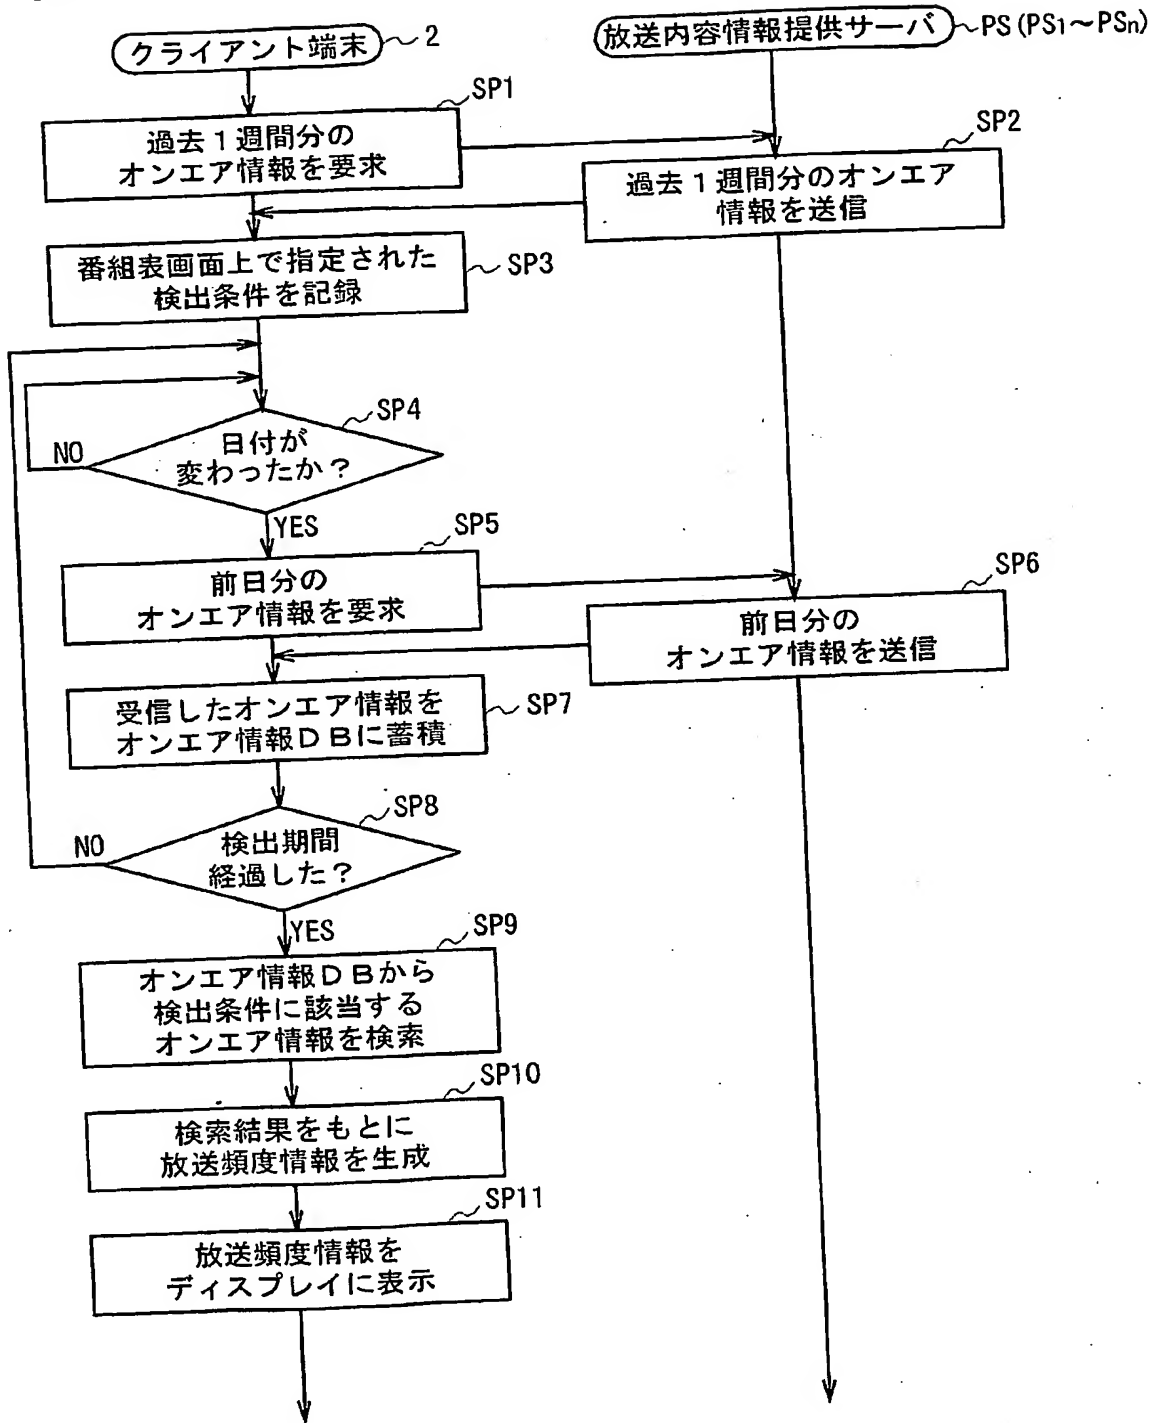 クライアント端末
2
放送内容情報提供サーバ
PS(PS1~PSn)
SP1
過去1週間分の
オンエア情報を要求
SP2
過去1週間分のオンエア
情報を送信
番組表画面上で指定された
検出条件を記録
SP3
SP4
日付が
変わったか?
NO
YES
SP5
前日分の
オンエア情報を要求
SP6
前日分の
オンエア情報を送信
受信したオンエア情報を
オンエア情報DBに蓄積
SP7
SP8
検出期間
経過した?
NO
YES
SP9
オンエア情報DBから
検出条件に該当する
オンエア情報を検索
SP10
検索結果をもとに
放送頻度情報を生成
SP11
放送頻度情報を
ディスプレイに表示